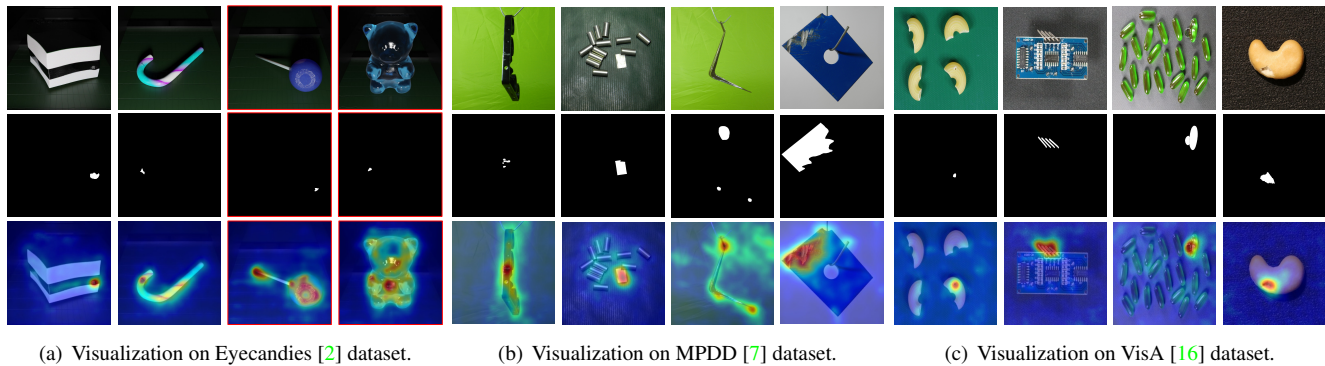 (a) Visualization on Eyecandies [2] dataset.
(b) Visualization on MPDD [7] dataset.
(c) Visualization on VisA [16] dataset.